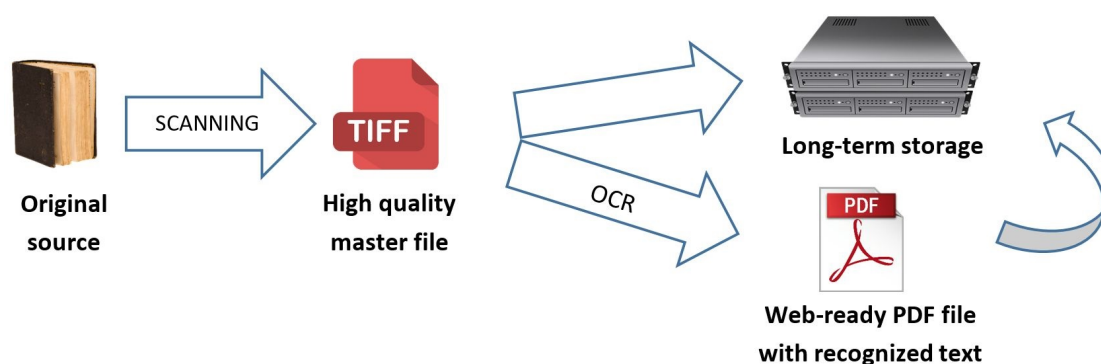 Original
source
SCANNING
TIFF
High quality
master file
OCR
Long-term storage
PDF
Web-ready PDF file
with recognized text